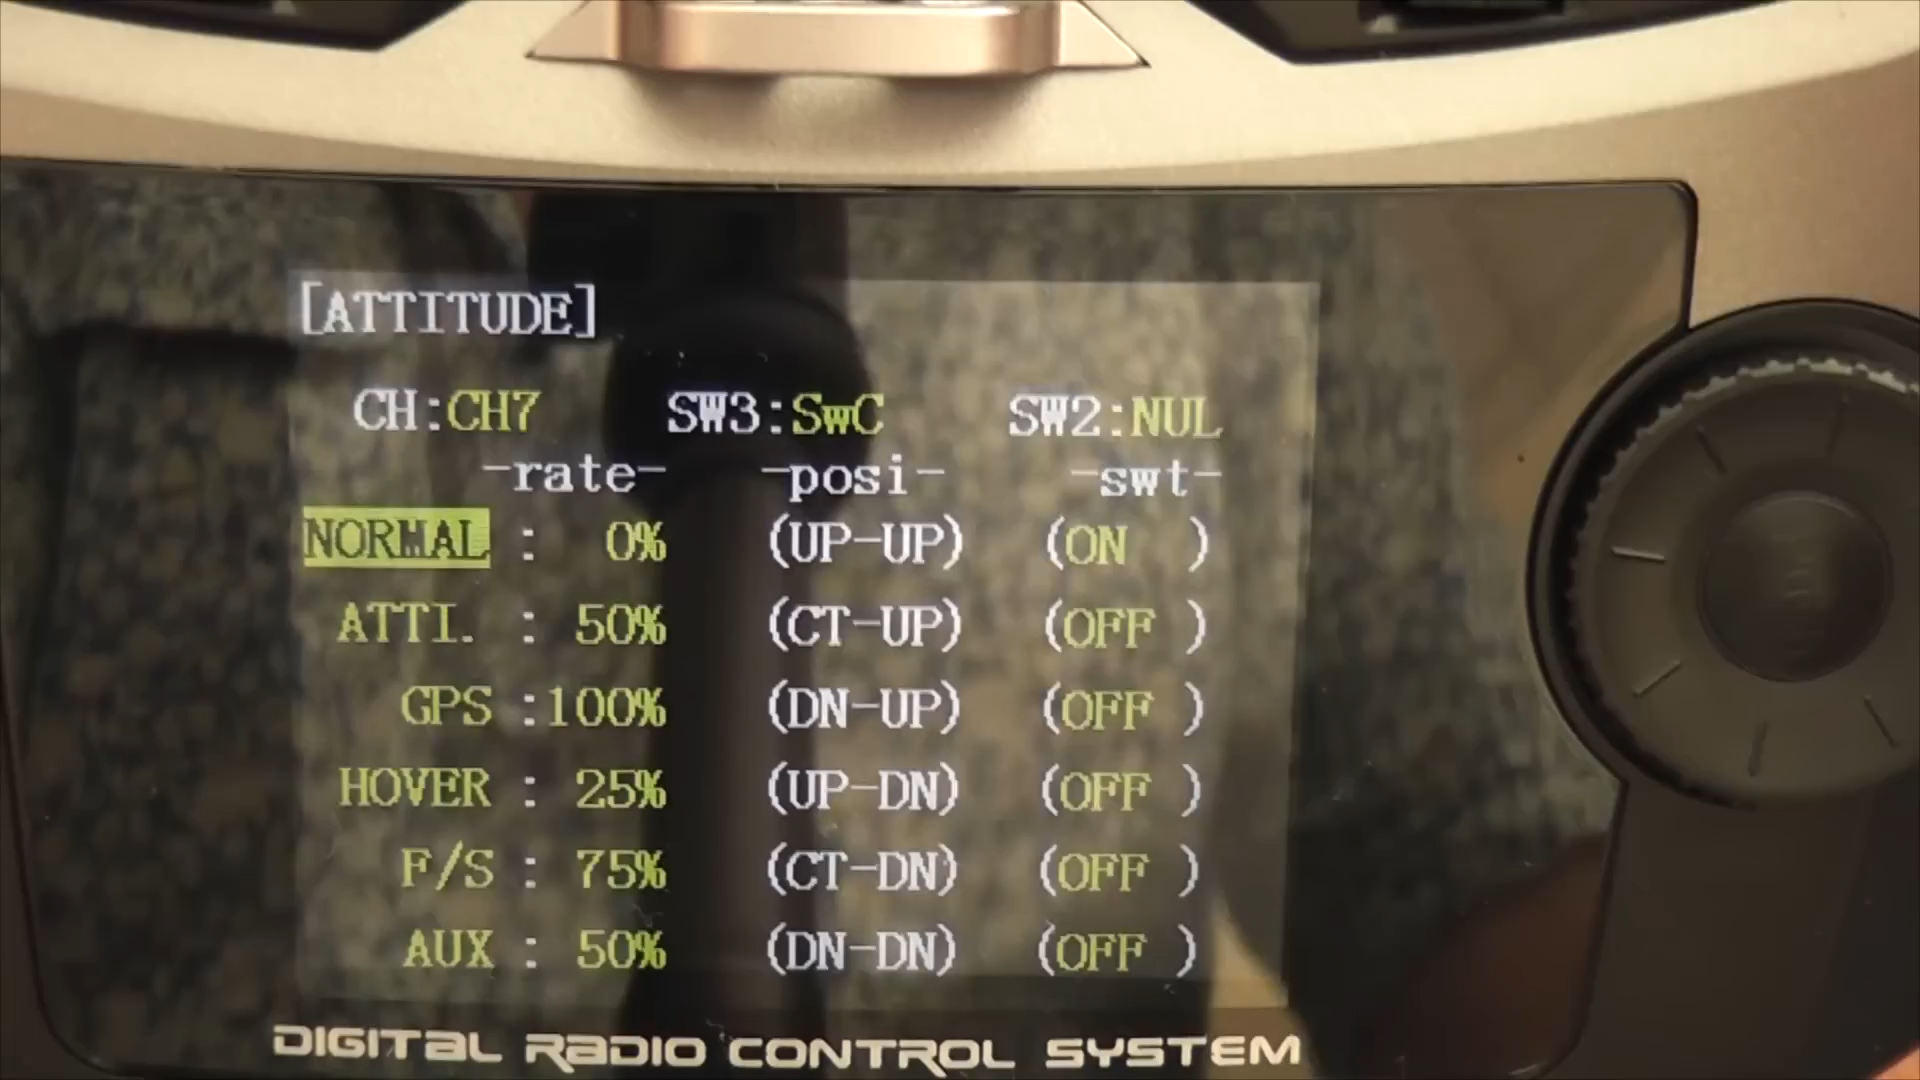 [ATTITUDE]
CH:CH7 SW3:SwC SW2:NUL
-rate- -posi- -swt-
NORMAL : 0% (UP-UP) (ON )
ATTI. : 50% (CT-UP) (OFF )
GPS :100% (DN-UP) (OFF )
HOVER : 25% (UP-DN) (OFF )
F/S : 75% (CT-DN) (OFF )
AUX : 50% (DN-DN) (OFF )
DIGITAL RADIO CONTROL SYSTEM